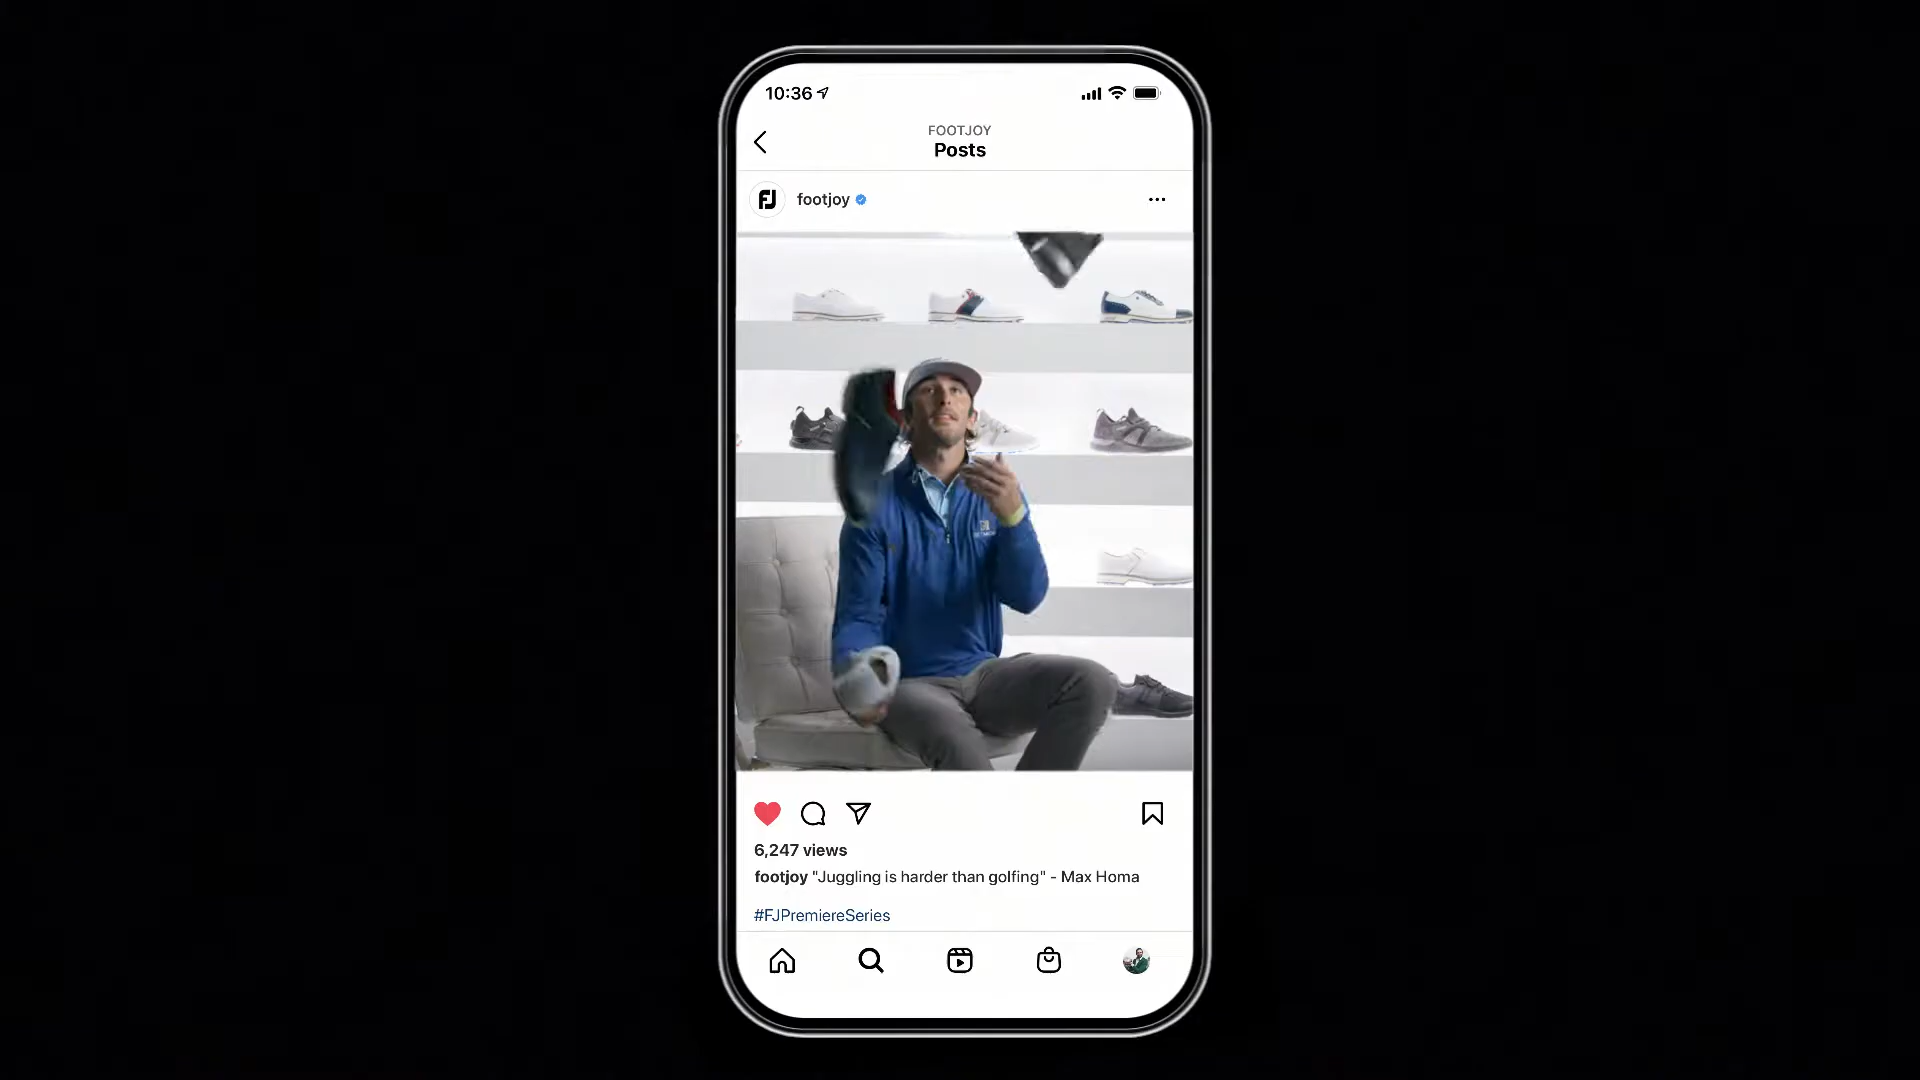 10:36
FOOTJOY
Posts
FJ footjoy
6,247 views
footjoy "Juggling is harder than golfing" - Max Homa
#FJPremiereSeries